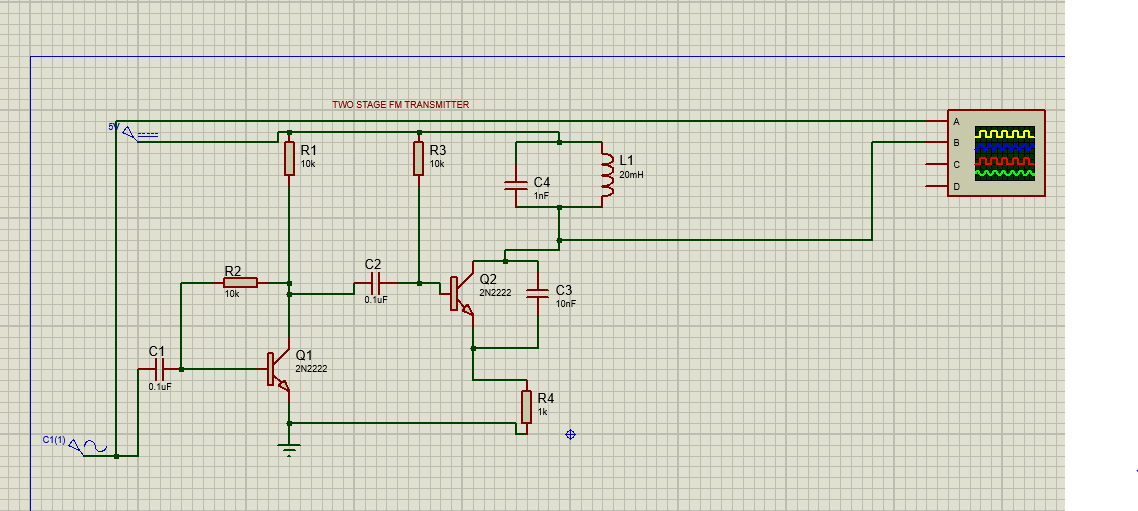 TWO STAGE FM TRANSMITTER
5V
A
B
C
D
R1
10k
R3
10k
L1
20mH
C4
1nF
R2
10k
C2
0.1uF
Q2
2N2222
C3
10nF
C1
0.1uF
Q1
2N2222
R4
1k
C1(1)